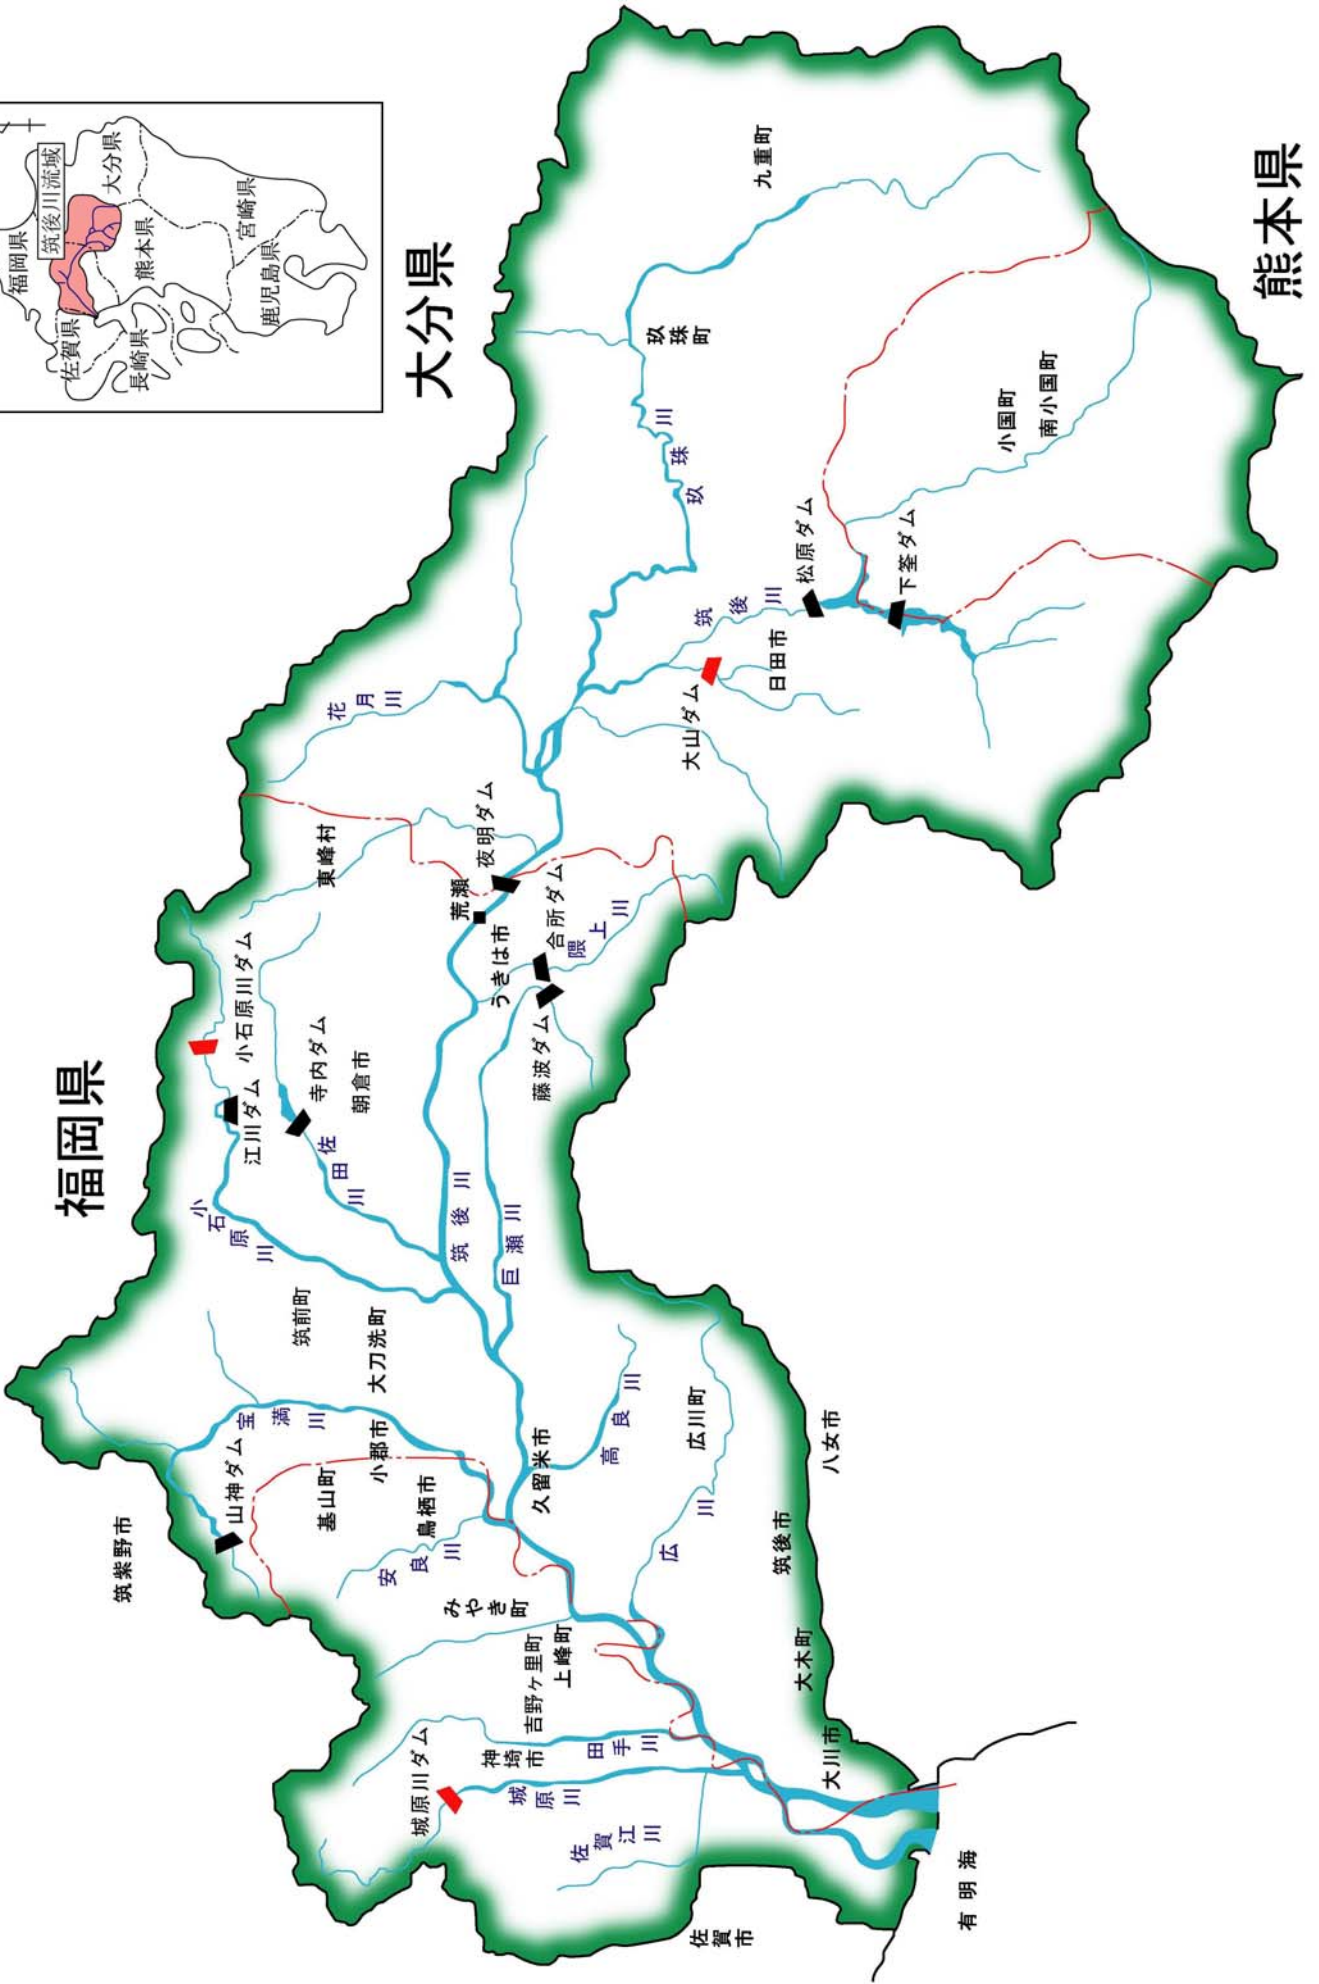 福岡県
筑後川流域
大分県
佐賀県
長崎県
熊本県
宮崎県
鹿児島県
福岡県
大分県
熊本県
筑紫野市
山神ダム
宝満川
基山町
小郡市
鳥栖市
安良川
みやき町
吉野ヶ里町
上峰町
神埼市
田手川
城原川ダム
城原川
佐賀江川
佐賀市
有明海
大川市
大木町
筑後市
八女市
広川町
広川
高良川
久留米市
大刀洗町
筑前町
小石原川
江川ダム
小石原川ダム
寺内ダム
佐田川
朝倉市
筑後川
巨瀬川
藤波ダム
うきは市
合所ダム
隈上川
荒瀬
夜明ダム
東峰村
花月川
大山ダム
日田市
筑後川
松原ダム
下筌ダム
玖珠川
玖珠町
九重町
小国町
南小国町